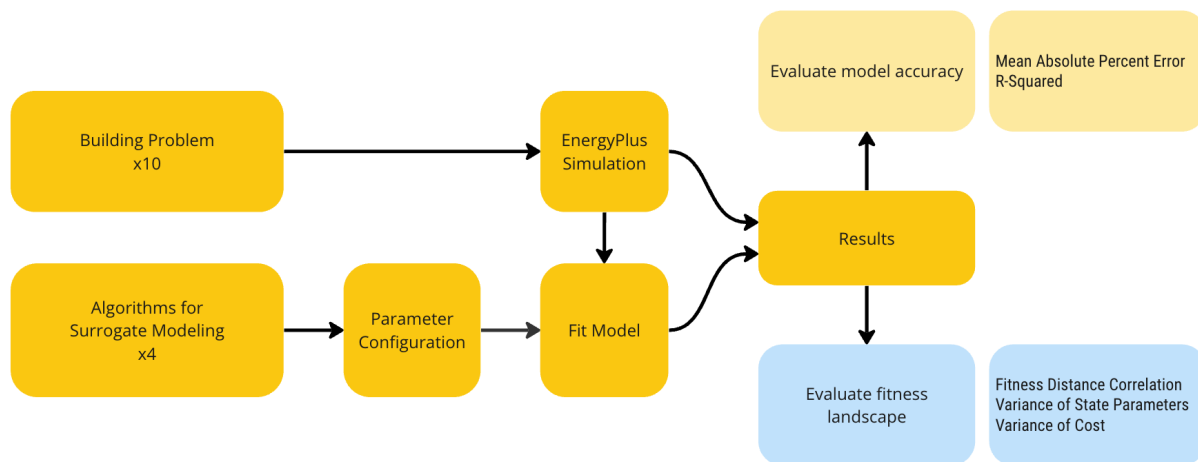 Evaluate model accuracy
Mean Absolute Percent Error
R-Squared
Building Problem
x10
EnergyPlus
Simulation
Results
Algorithms for
Surrogate Modeling
x4
Parameter
Configuration
Fit Model
Evaluate fitness
landscape
Fitness Distance Correlation
Variance of State Parameters
Variance of Cost